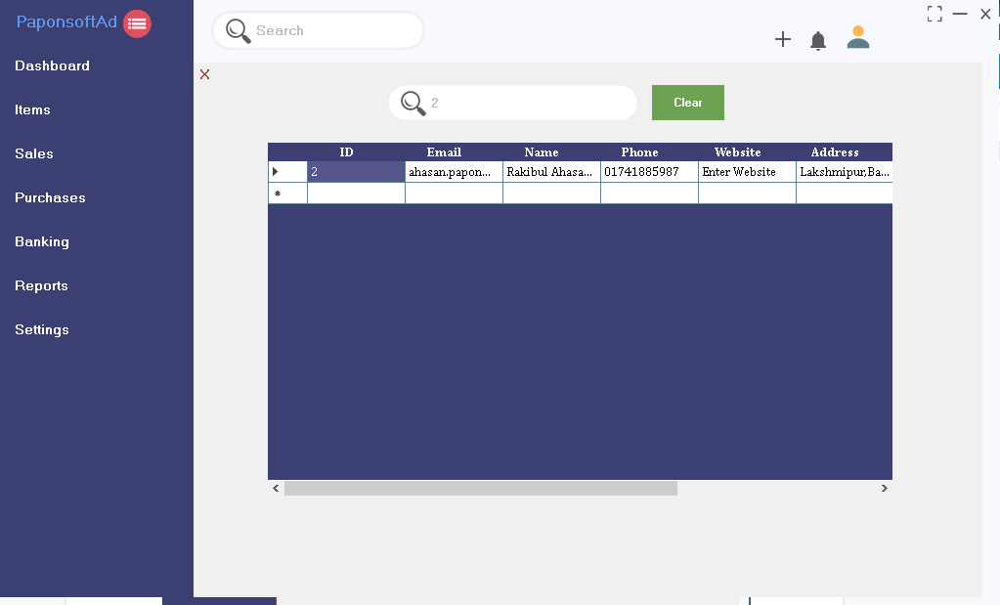 PaponsoftAd
Search
Dashboard
Items
Sales
Purchases
Banking
Reports
Settings
2
Clear
ID Email Name Phone Website Address
2 ahasan.papon... Rakibul Ahasa... 01741885987 Enter Website Lakshmipur,Ba...